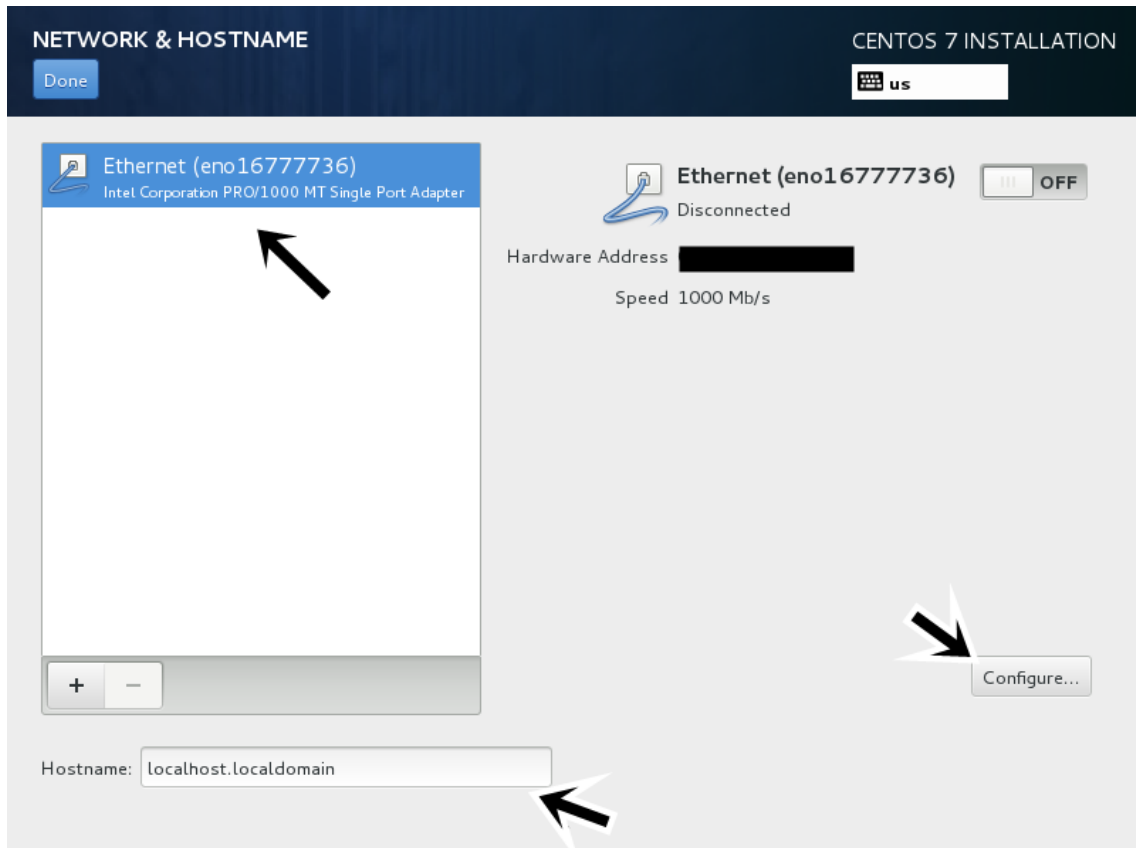 NETWORK & HOSTNAME
CENTOS 7 INSTALLATION
Done
us
Ethernet (eno16777736)
Intel Corporation PRO/1000 MT Single Port Adapter
Ethernet (eno16777736)
OFF
Disconnected
Hardware Address
Speed 1000 Mb/s
+ −
Configure...
Hostname: localhost.localdomain